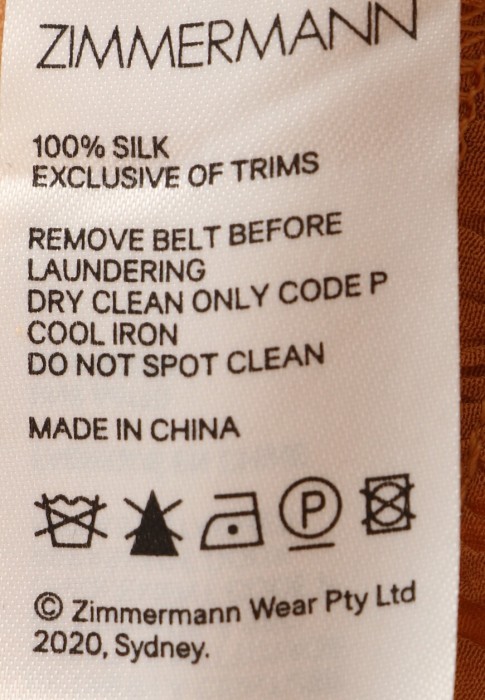 ZIMMERMANN
100% SILK
EXCLUSIVE OF TRIMS
REMOVE BELT BEFORE
LAUNDERING
DRY CLEAN ONLY CODE P
COOL IRON
DO NOT SPOT CLEAN
MADE IN CHINA
P
© Zimmermann Wear Pty Ltd
2020, Sydney.